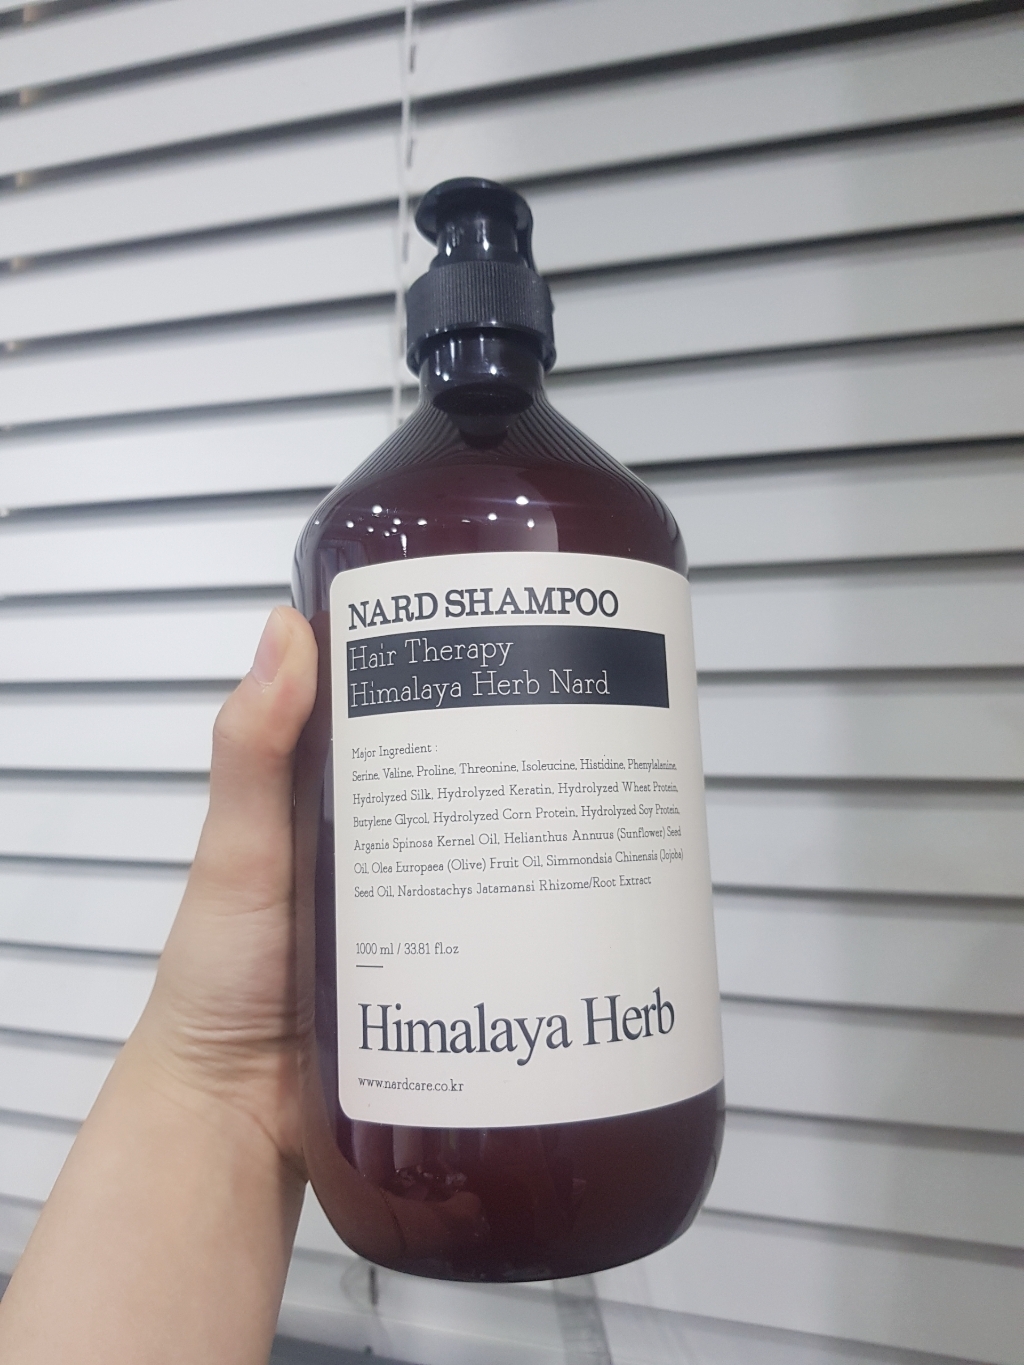 NARD SHAMPOO
Hair Therapy
Himalaya Herb Nard
Major Ingredient :
Serine, Valine, Proline, Threonine, Isoleucine, Histidine, Phenylalanine,
Hydrolyzed Silk, Hydrolyzed Keratin, Hydrolyzed Wheat Protein,
Butylene Glycol, Hydrolyzed Corn Protein, Hydrolyzed Soy Protein,
Argania Spinosa Kernel Oil, Helianthus Annuus (Sunflower) Seed
Oil, Olea Europaea (Olive) Fruit Oil, Simmondsia Chinensis (Jojoba)
Seed Oil, Nardostachys Jatamansi Rhizome/Root Extract
1000 ml / 33.81 fl.oz
Himalaya Herb
www.nardcare.co.kr